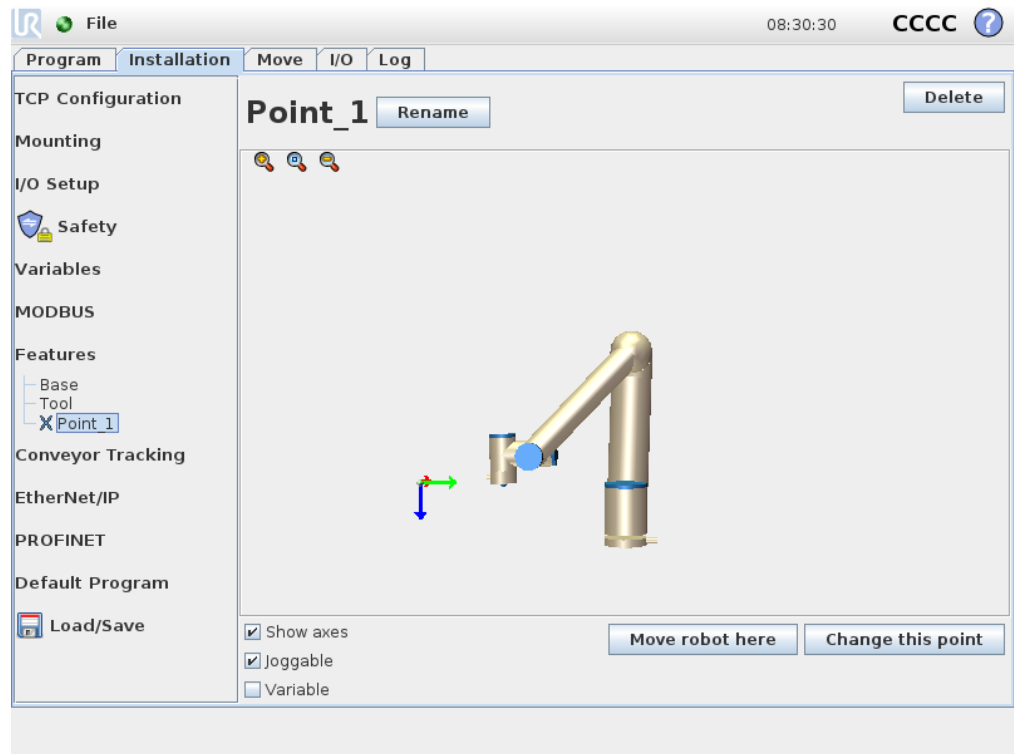 UR File 08:30:30 CCCC ?
Program Installation Move I/O Log
TCP Configuration
Mounting
I/O Setup
Safety
Variables
MODBUS
Features
Base
Tool
Point_1
Conveyor Tracking
EtherNet/IP
PROFINET
Default Program
Load/Save
Point_1 Rename Delete
Show axes
Joggable
Variable
Move robot here Change this point